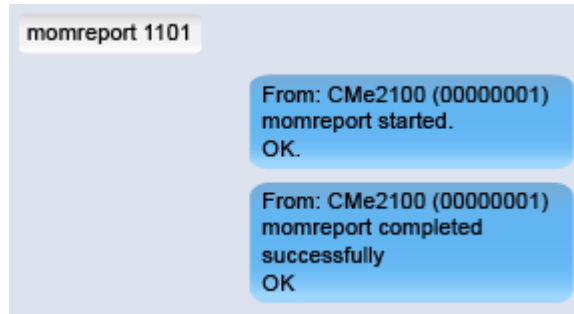 momreport 1101
From: CMe2100 (00000001)
momreport started.
OK.
From: CMe2100 (00000001)
momreport completed
successfully
OK